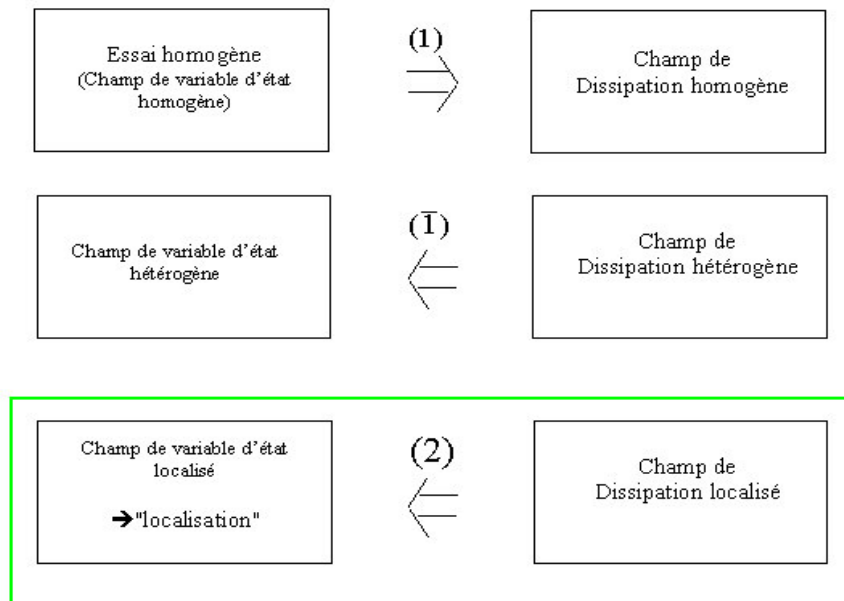 Essai homogène
(Champ de variable d'état
homogène)
(1)
Champ de
Dissipation homogène
Champ de variable d'état
hétérogène
(1̅)
Champ de
Dissipation hétérogène
Champ de variable d'état
localisé
➔"localisation"
(2)
Champ de
Dissipation localisé